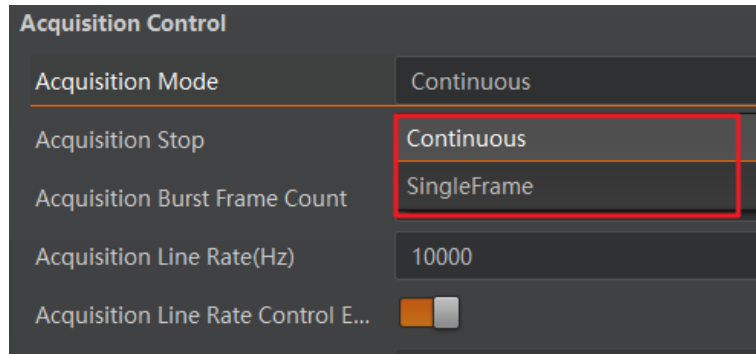 Acquisition Control
Acquisition Mode Continuous
Acquisition Stop Continuous
Acquisition Burst Frame Count SingleFrame
Acquisition Line Rate(Hz) 10000
Acquisition Line Rate Control E...